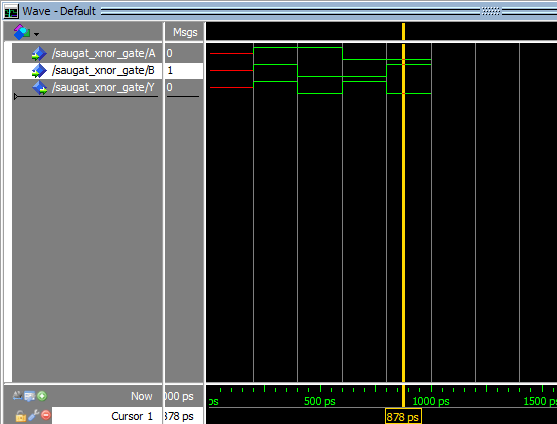 Wave - Default
Msgs
/saugat_xnor_gate/A 0
/saugat_xnor_gate/B 1
/saugat_xnor_gate/Y 0
Now 000 ps
ps 500 ps 1000 ps 1500 ps
Cursor 1 878 ps
878 ps